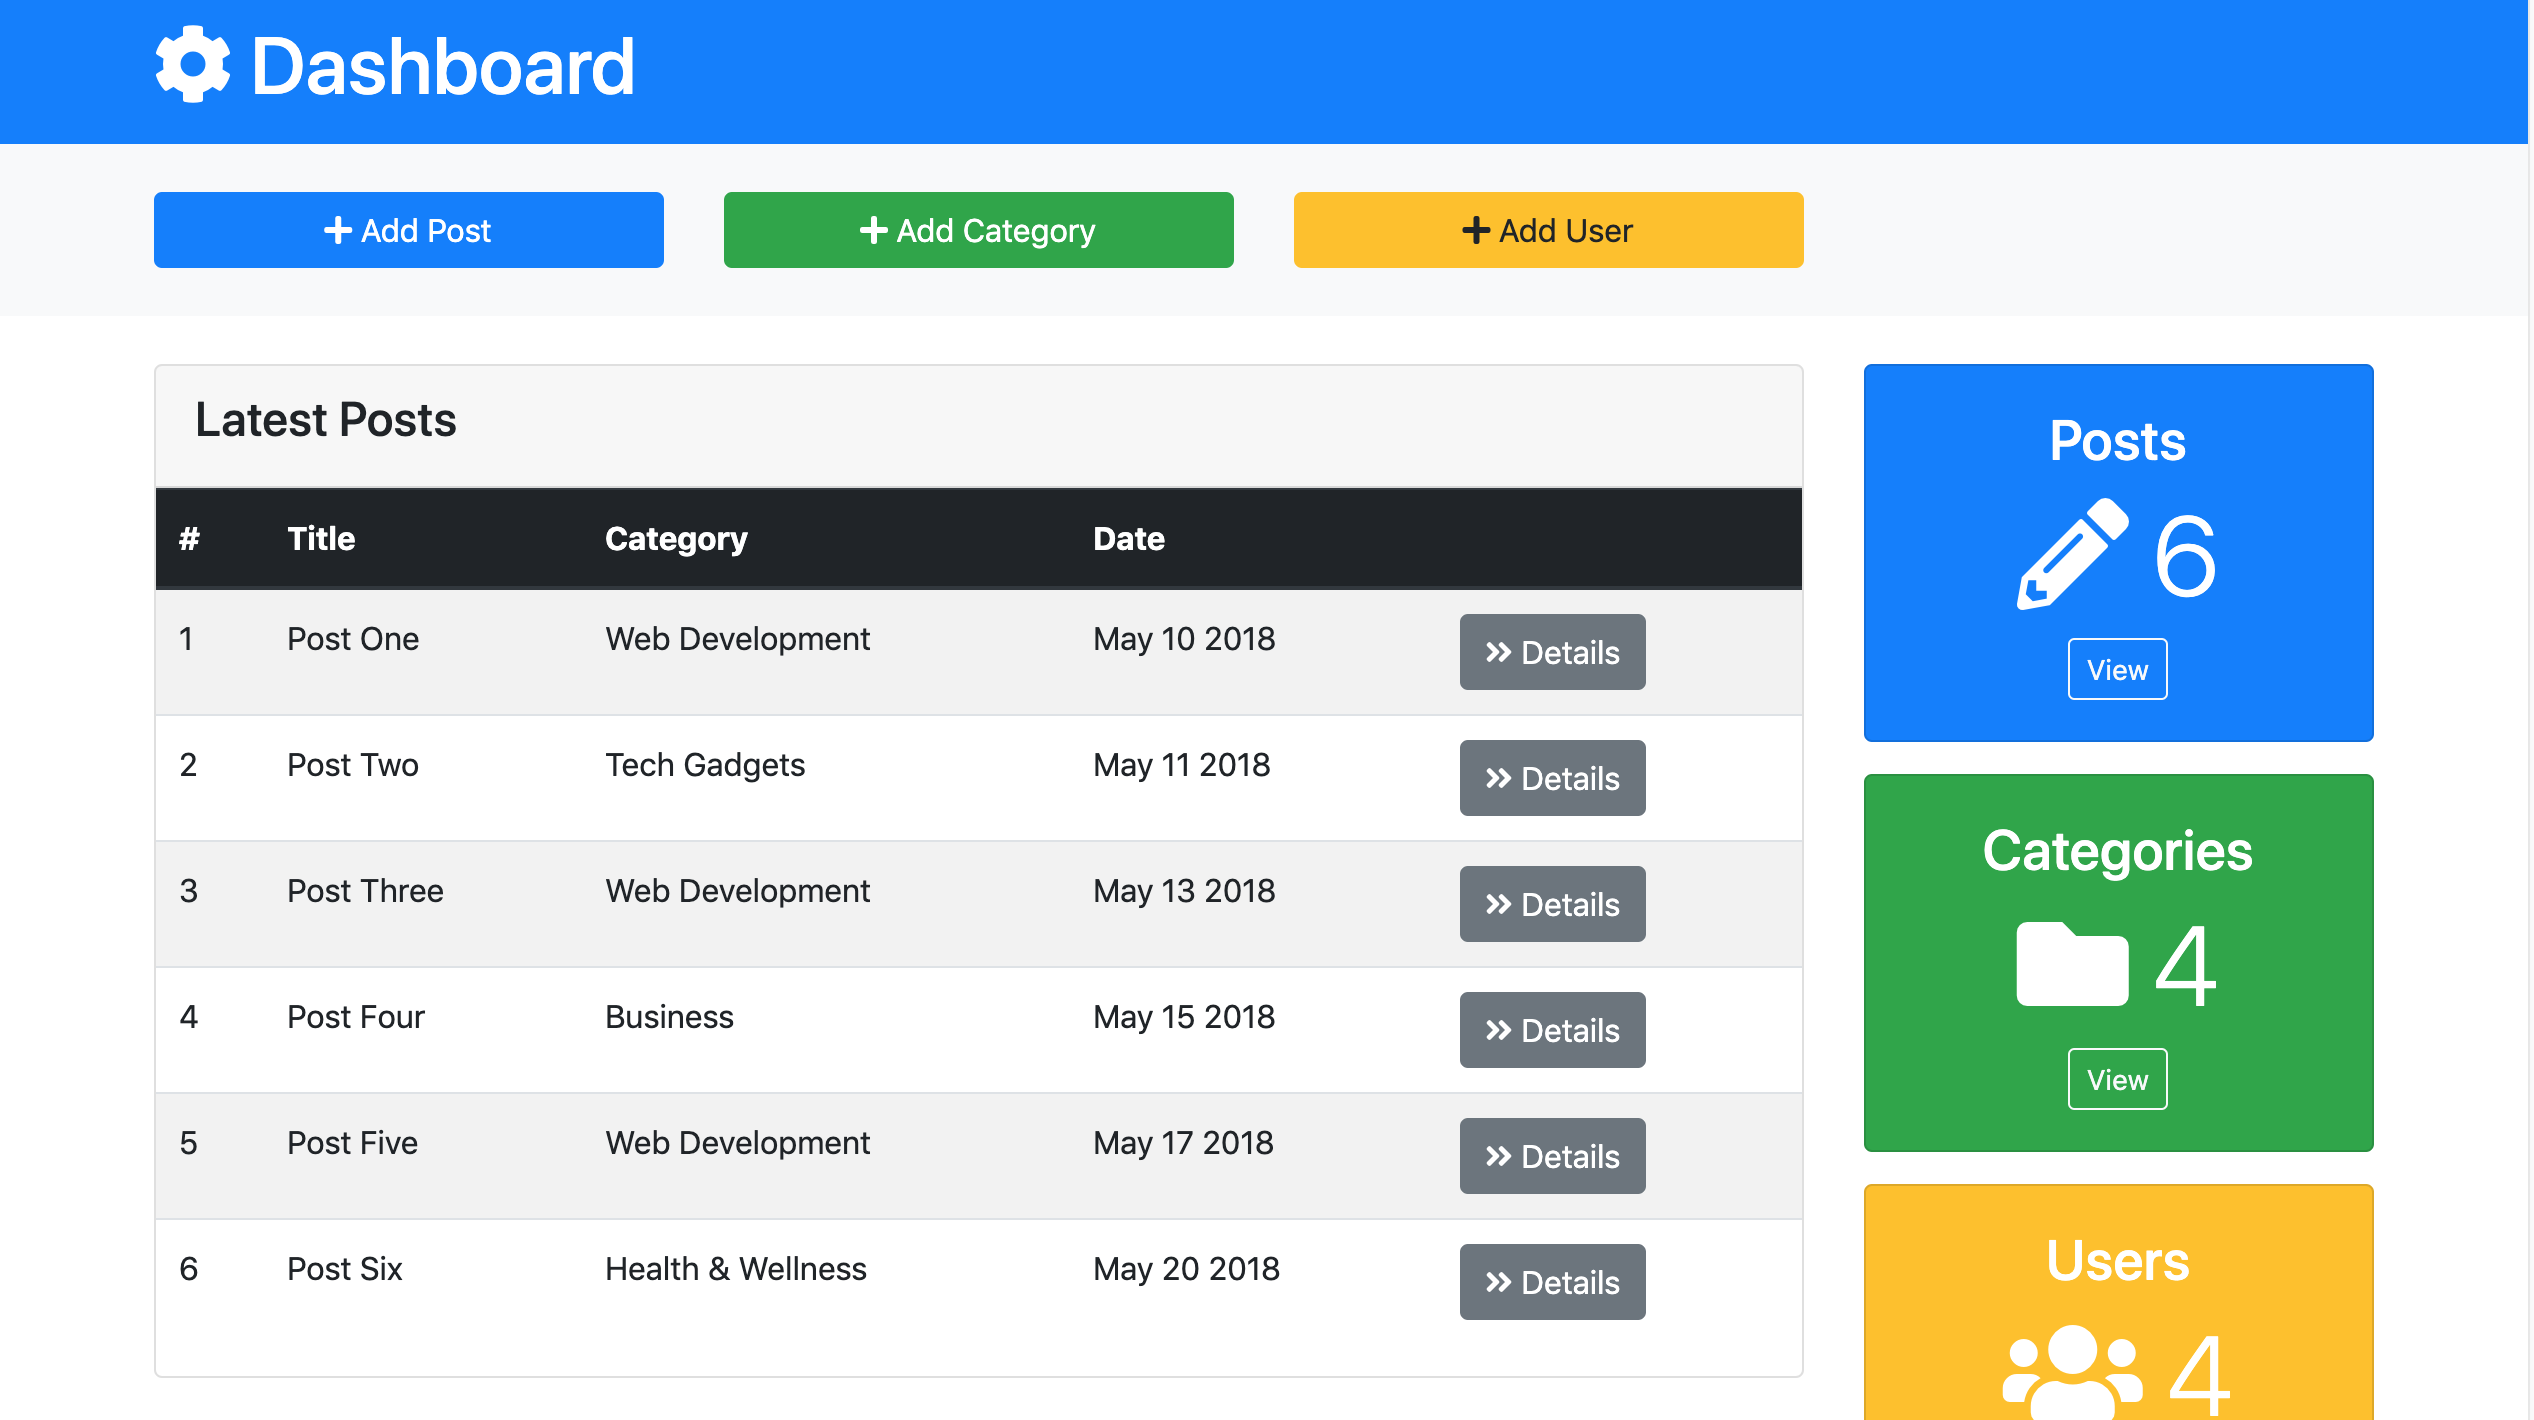 Dashboard
Add Post
Add Category
Add User
Latest Posts
# Title Category Date
1 Post One Web Development May 10 2018 Details
2 Post Two Tech Gadgets May 11 2018 Details
3 Post Three Web Development May 13 2018 Details
4 Post Four Business May 15 2018 Details
5 Post Five Web Development May 17 2018 Details
6 Post Six Health & Wellness May 20 2018 Details
Posts
6
View
Categories
4
View
Users
4